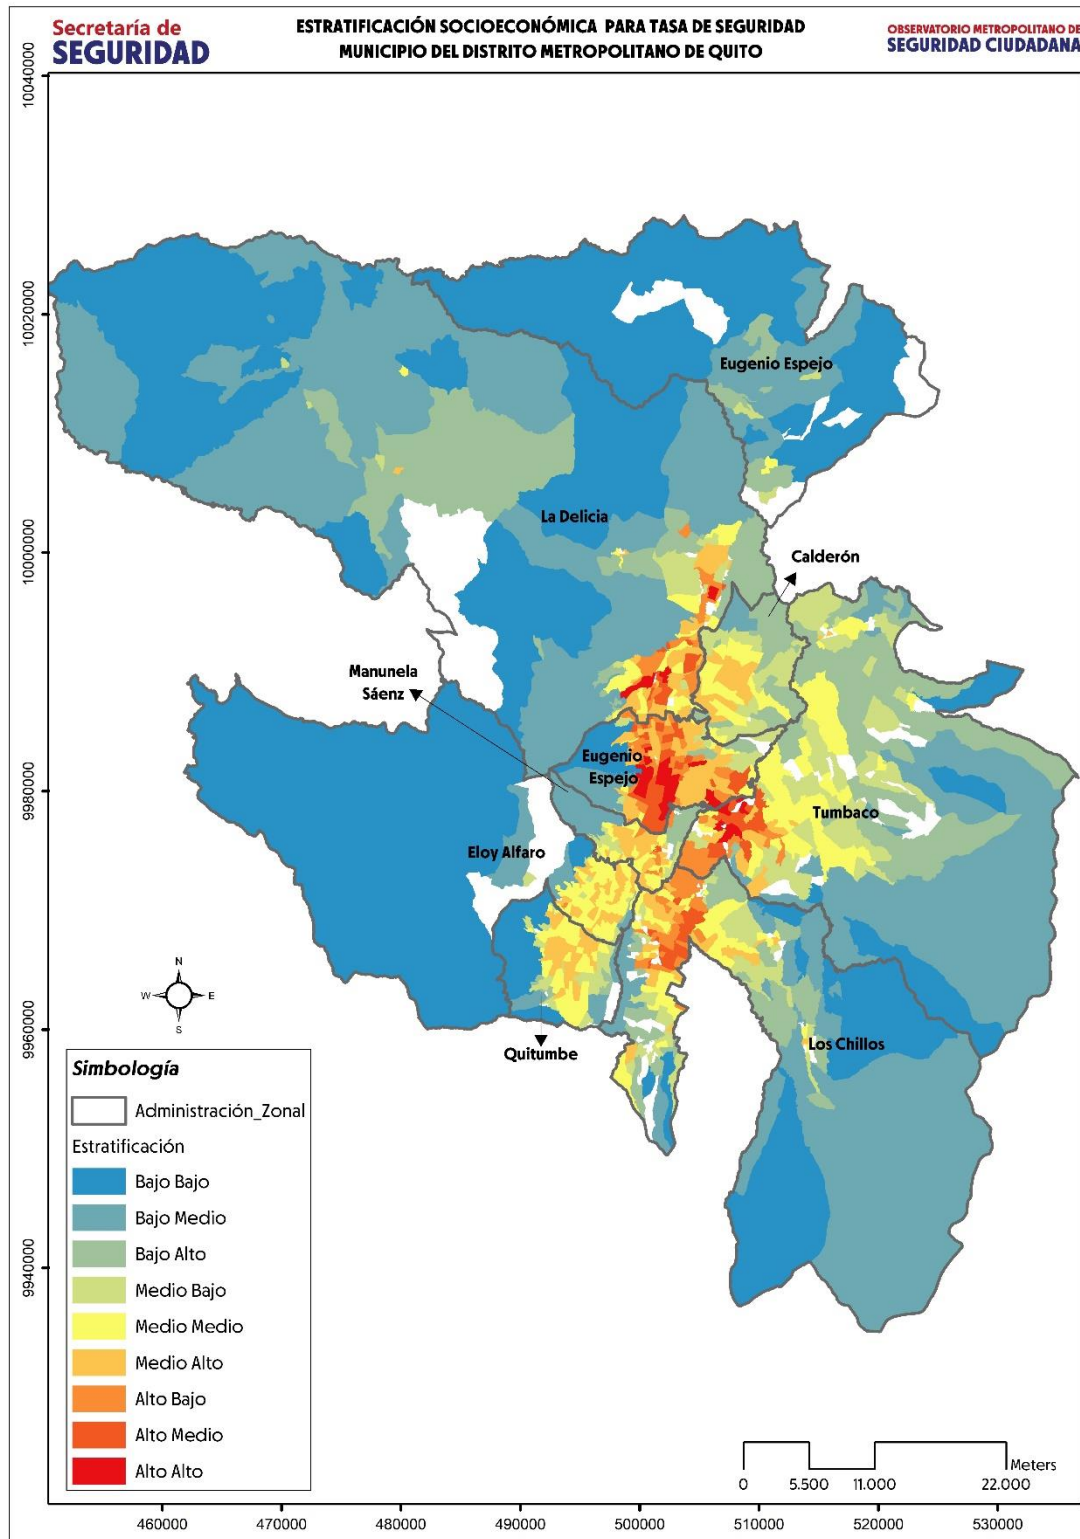 Secretaría de
SEGURIDAD
ESTRATIFICACIÓN SOCIOECONÓMICA PARA TASA DE SEGURIDAD
MUNICIPIO DEL DISTRITO METROPOLITANO DE QUITO
OBSERVATORIO METROPOLITANO DE
SEGURIDAD CIUDADANA
10040000
10020000
10000000
9980000
9960000
9940000
Eugenio Espejo
La Delicia
Calderón
Manunela
Sáenz
Eugenio
Espejo
Tumbaco
Eloy Alfaro
N
W
E
S
Quitumbe
Los Chillos
Simbología
Administración_Zonal
Estratificación
Bajo Bajo
Bajo Medio
Bajo Alto
Medio Bajo
Medio Medio
Medio Alto
Alto Bajo
Alto Medio
Alto Alto
Meters
0 5.500 11.000 22.000
460000 470000 480000 490000 500000 510000 520000 530000